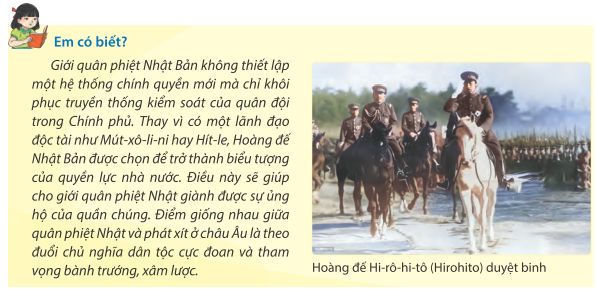 Em có biết?
Giới quân phiệt Nhật Bản không thiết lập
một hệ thống chính quyền mới mà chỉ khôi
phục truyền thống kiểm soát của quân đội
trong Chính phủ. Thay vì có một lãnh đạo
độc tài như Mút-xô-li-ni hay Hít-le, Hoàng đế
Nhật Bản được chọn để trở thành biểu tượng
của quyền lực nhà nước. Điều này sẽ giúp
cho giới quân phiệt Nhật giành được sự ủng
hộ của quần chúng. Điểm giống nhau giữa
quân phiệt Nhật và phát xít ở châu Âu là theo
đuổi chủ nghĩa dân tộc cực đoan và tham
vọng bành trướng, xâm lược.
Hoàng đế Hi-rô-hi-tô (Hirohito) duyệt binh